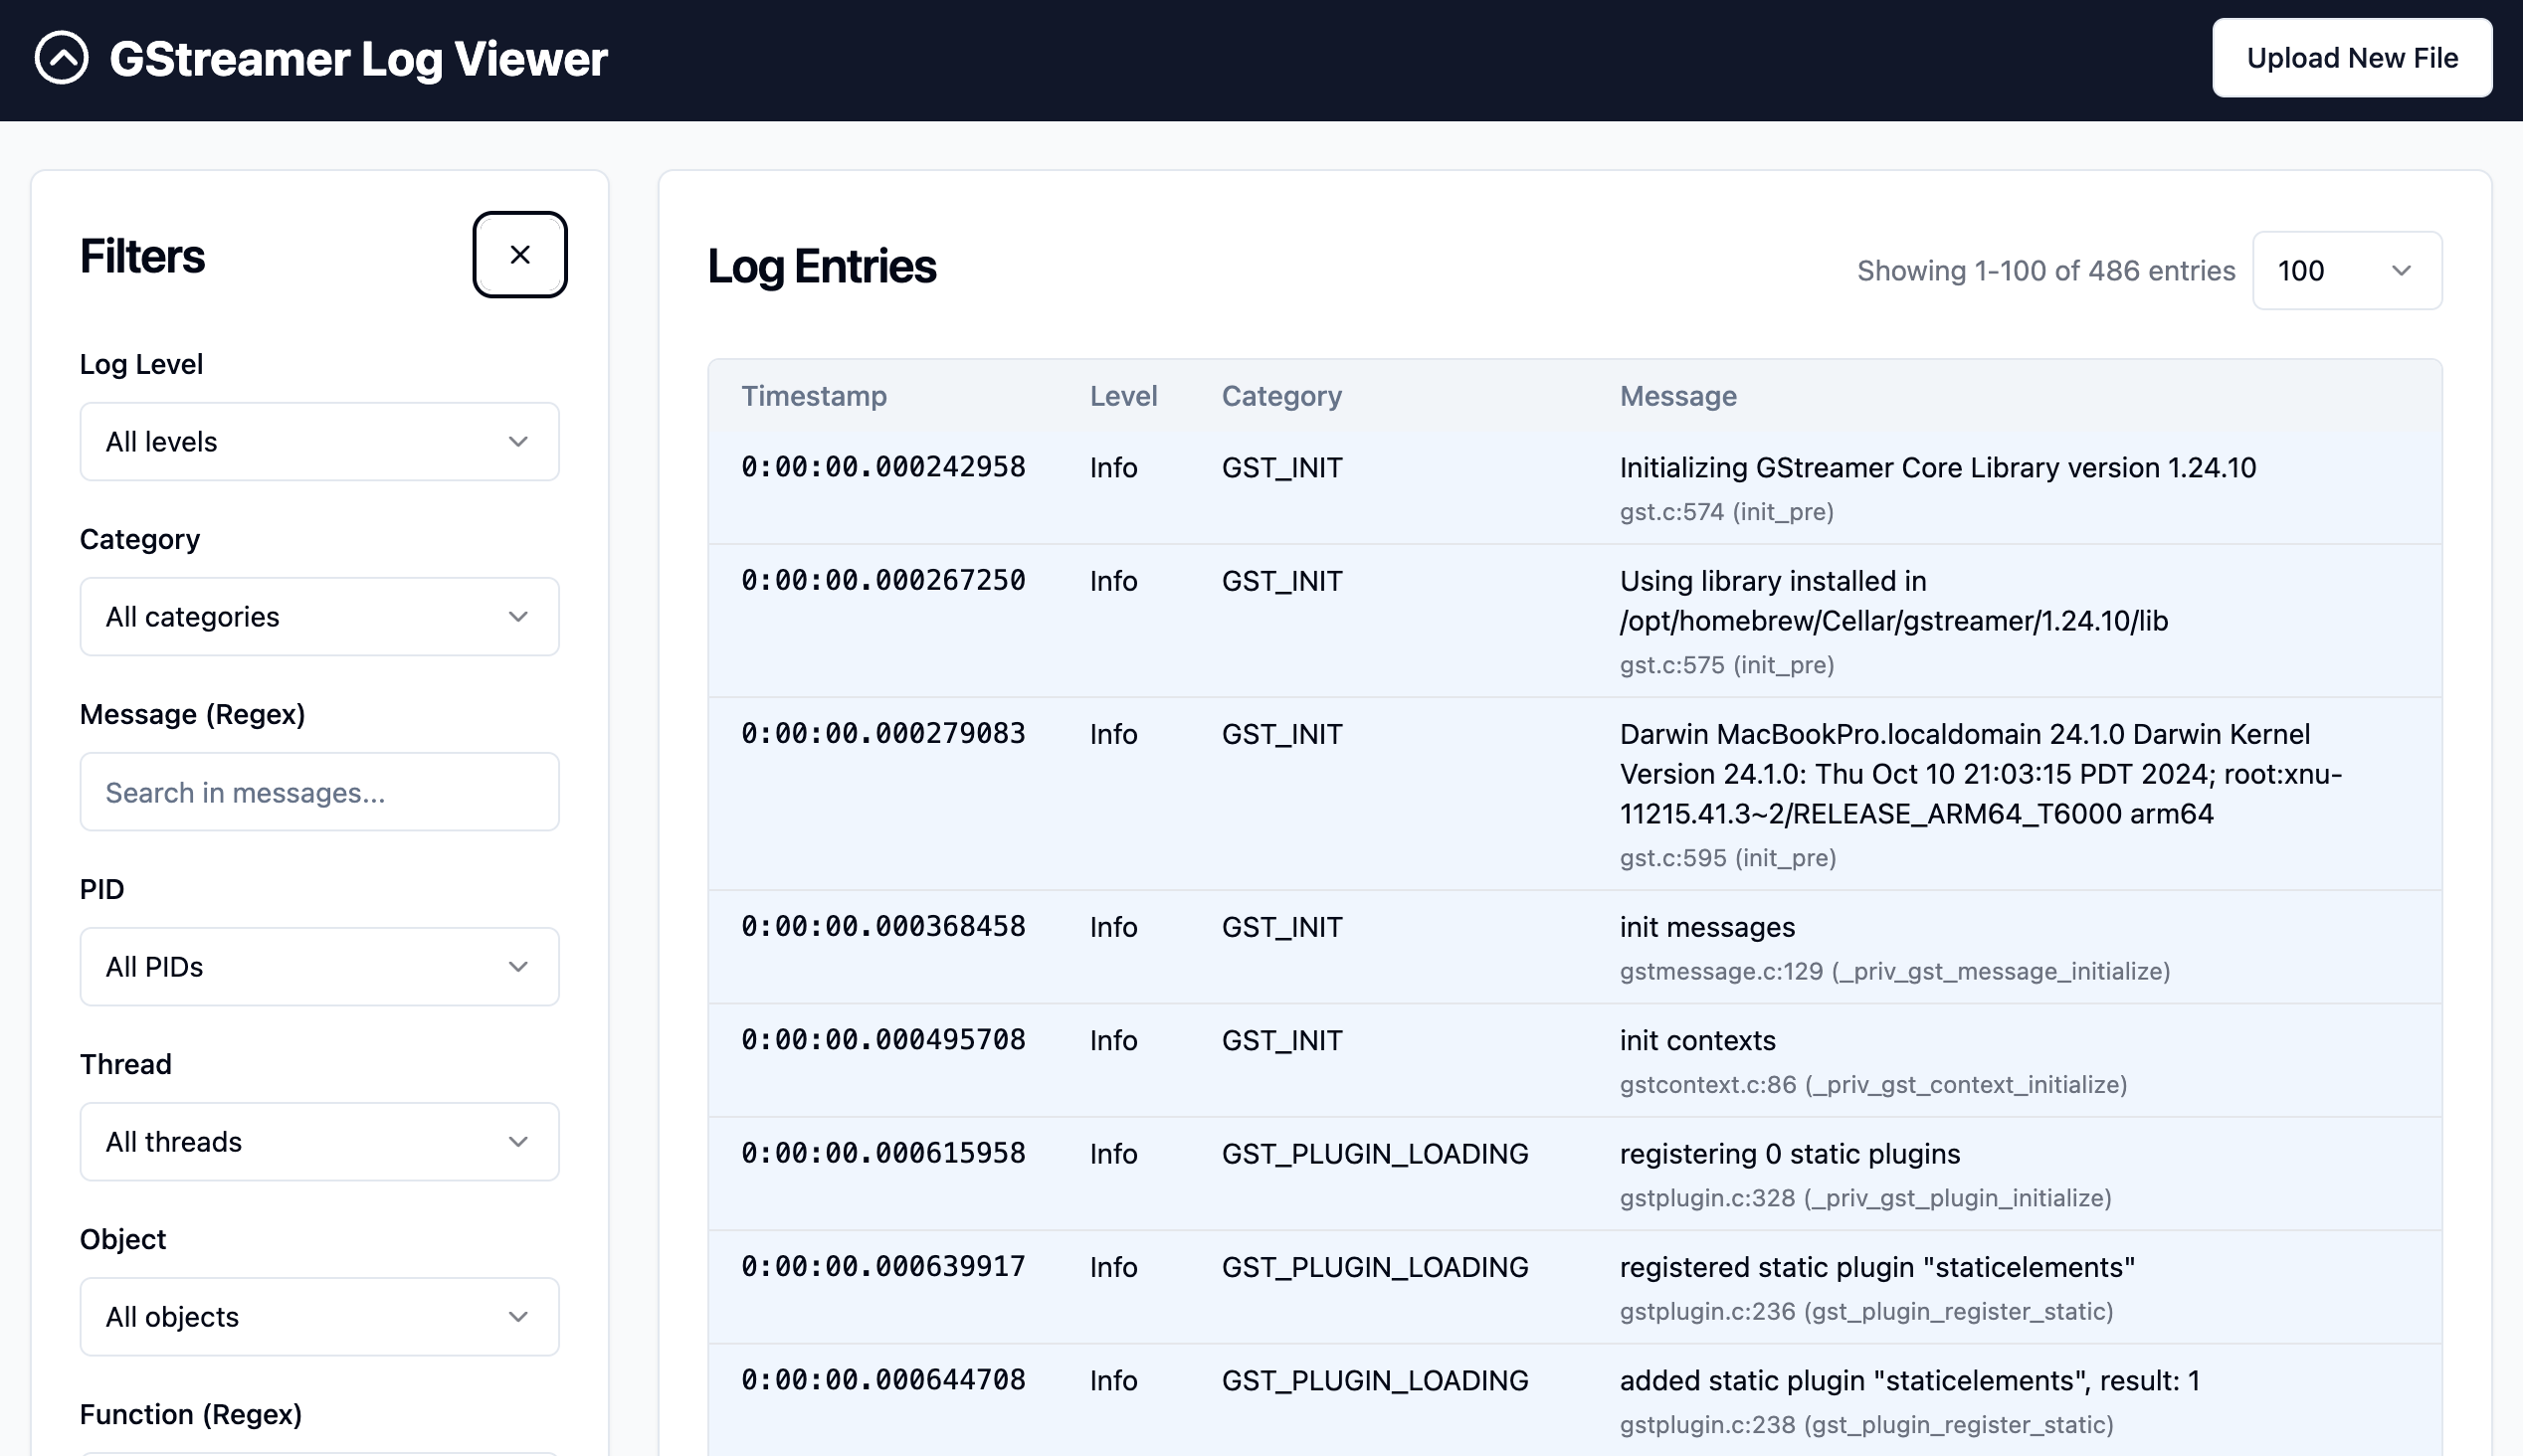 GStreamer Log Viewer
Upload New File
Filters
Log Level
All levels
Category
All categories
Message (Regex)
Search in messages...
PID
All PIDs
Thread
All threads
Object
All objects
Function (Regex)
Log Entries
Showing 1-100 of 486 entries
100
Timestamp Level Category Message
0:00:00.000242958 Info GST_INIT Initializing GStreamer Core Library version 1.24.10
gst.c:574 (init_pre)
0:00:00.000267250 Info GST_INIT Using library installed in
/opt/homebrew/Cellar/gstreamer/1.24.10/lib
gst.c:575 (init_pre)
0:00:00.000279083 Info GST_INIT Darwin MacBookPro.localdomain 24.1.0 Darwin Kernel
Version 24.1.0: Thu Oct 10 21:03:15 PDT 2024; root:xnu-
11215.41.3~2/RELEASE_ARM64_T6000 arm64
gst.c:595 (init_pre)
0:00:00.000368458 Info GST_INIT init messages
gstmessage.c:129 (_priv_gst_message_initialize)
0:00:00.000495708 Info GST_INIT init contexts
gstcontext.c:86 (_priv_gst_context_initialize)
0:00:00.000615958 Info GST_PLUGIN_LOADING registering 0 static plugins
gstplugin.c:328 (_priv_gst_plugin_initialize)
0:00:00.000639917 Info GST_PLUGIN_LOADING registered static plugin "staticelements"
gstplugin.c:236 (gst_plugin_register_static)
0:00:00.000644708 Info GST_PLUGIN_LOADING added static plugin "staticelements", result: 1
gstplugin.c:238 (gst_plugin_register_static)